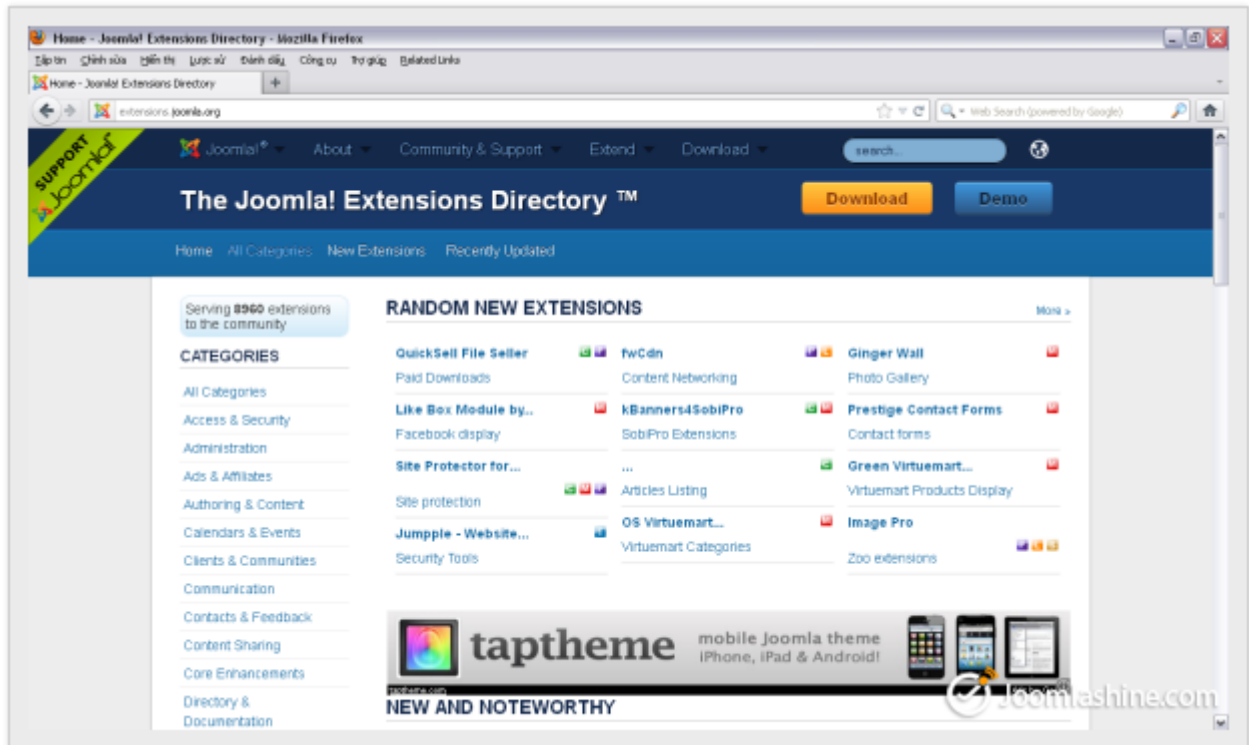 Home - Joomla! Extensions Directory - Mozilla Firefox
Tập tin Chỉnh sửa Hiển thị Lược sử Đánh dấu Công cụ Trợ giúp Related Links
Home - Joomla! Extensions Directory
extensions.joomla.org
Web Search (powered by Google)
SUPPORT
Joomla!
Joomla!® About Community & Support Extend Download search...
The Joomla! Extensions Directory ™ Download Demo
Home All Categories New Extensions Recently Updated
Serving 8960 extensions
to the community
CATEGORIES
All Categories
Access & Security
Administration
Ads & Affiliates
Authoring & Content
Calendars & Events
Clients & Communities
Communication
Contacts & Feedback
Content Sharing
Core Enhancements
Directory &
Documentation
RANDOM NEW EXTENSIONS More »
QuickSell File Seller
Paid Downloads
Like Box Module by...
Facebook display
Site Protector for...
Site protection
Jumpple - Website...
Security Tools
fwCdn
Content Networking
kBanners4SobiPro
SobiPro Extensions
...
Articles Listing
OS Virtuemart...
Virtuemart Categories
Ginger Wall
Photo Gallery
Prestige Contact Forms
Contact forms
Green Virtuemart...
Virtuemart Products Display
Image Pro
Zoo extensions
taptheme
mobile Joomla theme
iPhone, iPad & Android!
taptheme.com
NEW AND NOTEWORTHY
Joomlashine.com